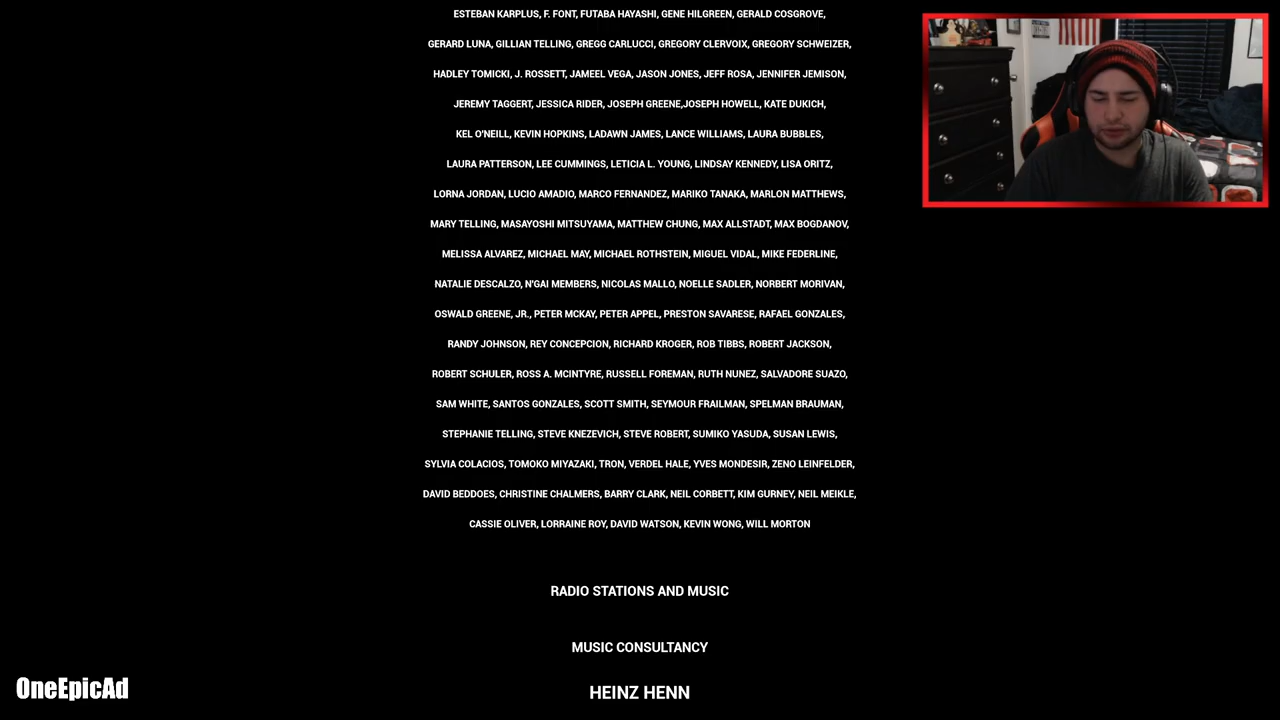 ESTEBAN KARPLUS, F. FONT, FUTABA HAYASHI, GENE HILGREEN, GERALD COSGROVE,
GERARD LUNA, GILLIAN TELLING, GREGG CARLUCCI, GREGORY CLERVOIX, GREGORY SCHWEIZER,
HADLEY TOMICKI, J. ROSSETT, JAMEEL VEGA, JASON JONES, JEFF ROSA, JENNIFER JEMISON,
JEREMY TAGGERT, JESSICA RIDER, JOSEPH GREENE,JOSEPH HOWELL, KATE DUKICH,
KEL O'NEILL, KEVIN HOPKINS, LADAWN JAMES, LANCE WILLIAMS, LAURA BUBBLES,
LAURA PATTERSON, LEE CUMMINGS, LETICIA L. YOUNG, LINDSAY KENNEDY, LISA ORITZ,
LORNA JORDAN, LUCIO AMADIO, MARCO FERNANDEZ, MARIKO TANAKA, MARLON MATTHEWS,
MARY TELLING, MASAYOSHI MITSUYAMA, MATTHEW CHUNG, MAX ALLSTADT, MAX BOGDANOV,
MELISSA ALVAREZ, MICHAEL MAY, MICHAEL ROTHSTEIN, MIGUEL VIDAL, MIKE FEDERLINE,
NATALIE DESCALZO, N'GAI MEMBERS, NICOLAS MALLO, NOELLE SADLER, NORBERT MORIVAN,
OSWALD GREENE, JR., PETER MCKAY, PETER APPEL, PRESTON SAVARESE, RAFAEL GONZALES,
RANDY JOHNSON, REY CONCEPCION, RICHARD KROGER, ROB TIBBS, ROBERT JACKSON,
ROBERT SCHULER, ROSS A. MCINTYRE, RUSSELL FOREMAN, RUTH NUNEZ, SALVADORE SUAZO,
SAM WHITE, SANTOS GONZALES, SCOTT SMITH, SEYMOUR FRAILMAN, SPELMAN BRAUMAN,
STEPHANIE TELLING, STEVE KNEZEVICH, STEVE ROBERT, SUMIKO YASUDA, SUSAN LEWIS,
SYLVIA COLACIOS, TOMOKO MIYAZAKI, TRON, VERDEL HALE, YVES MONDESIR, ZENO LEINFELDER,
DAVID BEDDOES, CHRISTINE CHALMERS, BARRY CLARK, NEIL CORBETT, KIM GURNEY, NEIL MEIKLE,
CASSIE OLIVER, LORRAINE ROY, DAVID WATSON, KEVIN WONG, WILL MORTON
RADIO STATIONS AND MUSIC
MUSIC CONSULTANCY
HEINZ HENN
OneEpicAd